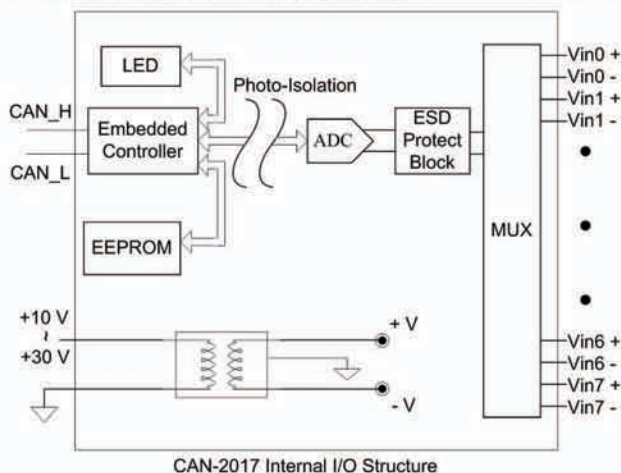 LED
Photo-Isolation
CAN_H
CAN_L
Embedded
Controller
ADC
ESD
Protect
Block
EEPROM
MUX
Vin0 +
Vin0 -
Vin1 +
Vin1 -
Vin6 +
Vin6 -
Vin7 +
Vin7 -
+10 V
~
+30 V
+ V
- V
CAN-2017 Internal I/O Structure